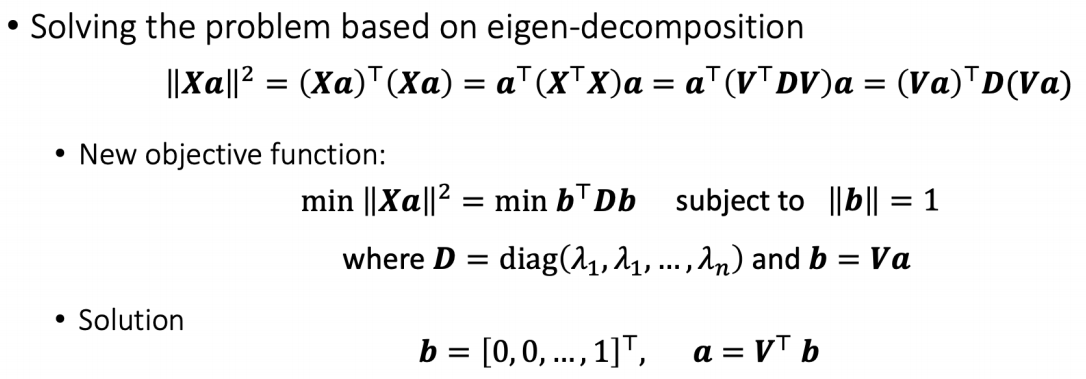 • Solving the problem based on eigen-decomposition
‖Xa‖² = (Xa)ᵀ(Xa) = aᵀ(XᵀX)a = aᵀ(VᵀDV)a = (Va)ᵀD(Va)
• New objective function:
min ‖Xa‖² = min bᵀDb subject to ‖b‖ = 1
where D = diag(λ₁, λ₁, …, λₙ) and b = Va
• Solution
b = [0, 0, …, 1]ᵀ, a = Vᵀ b